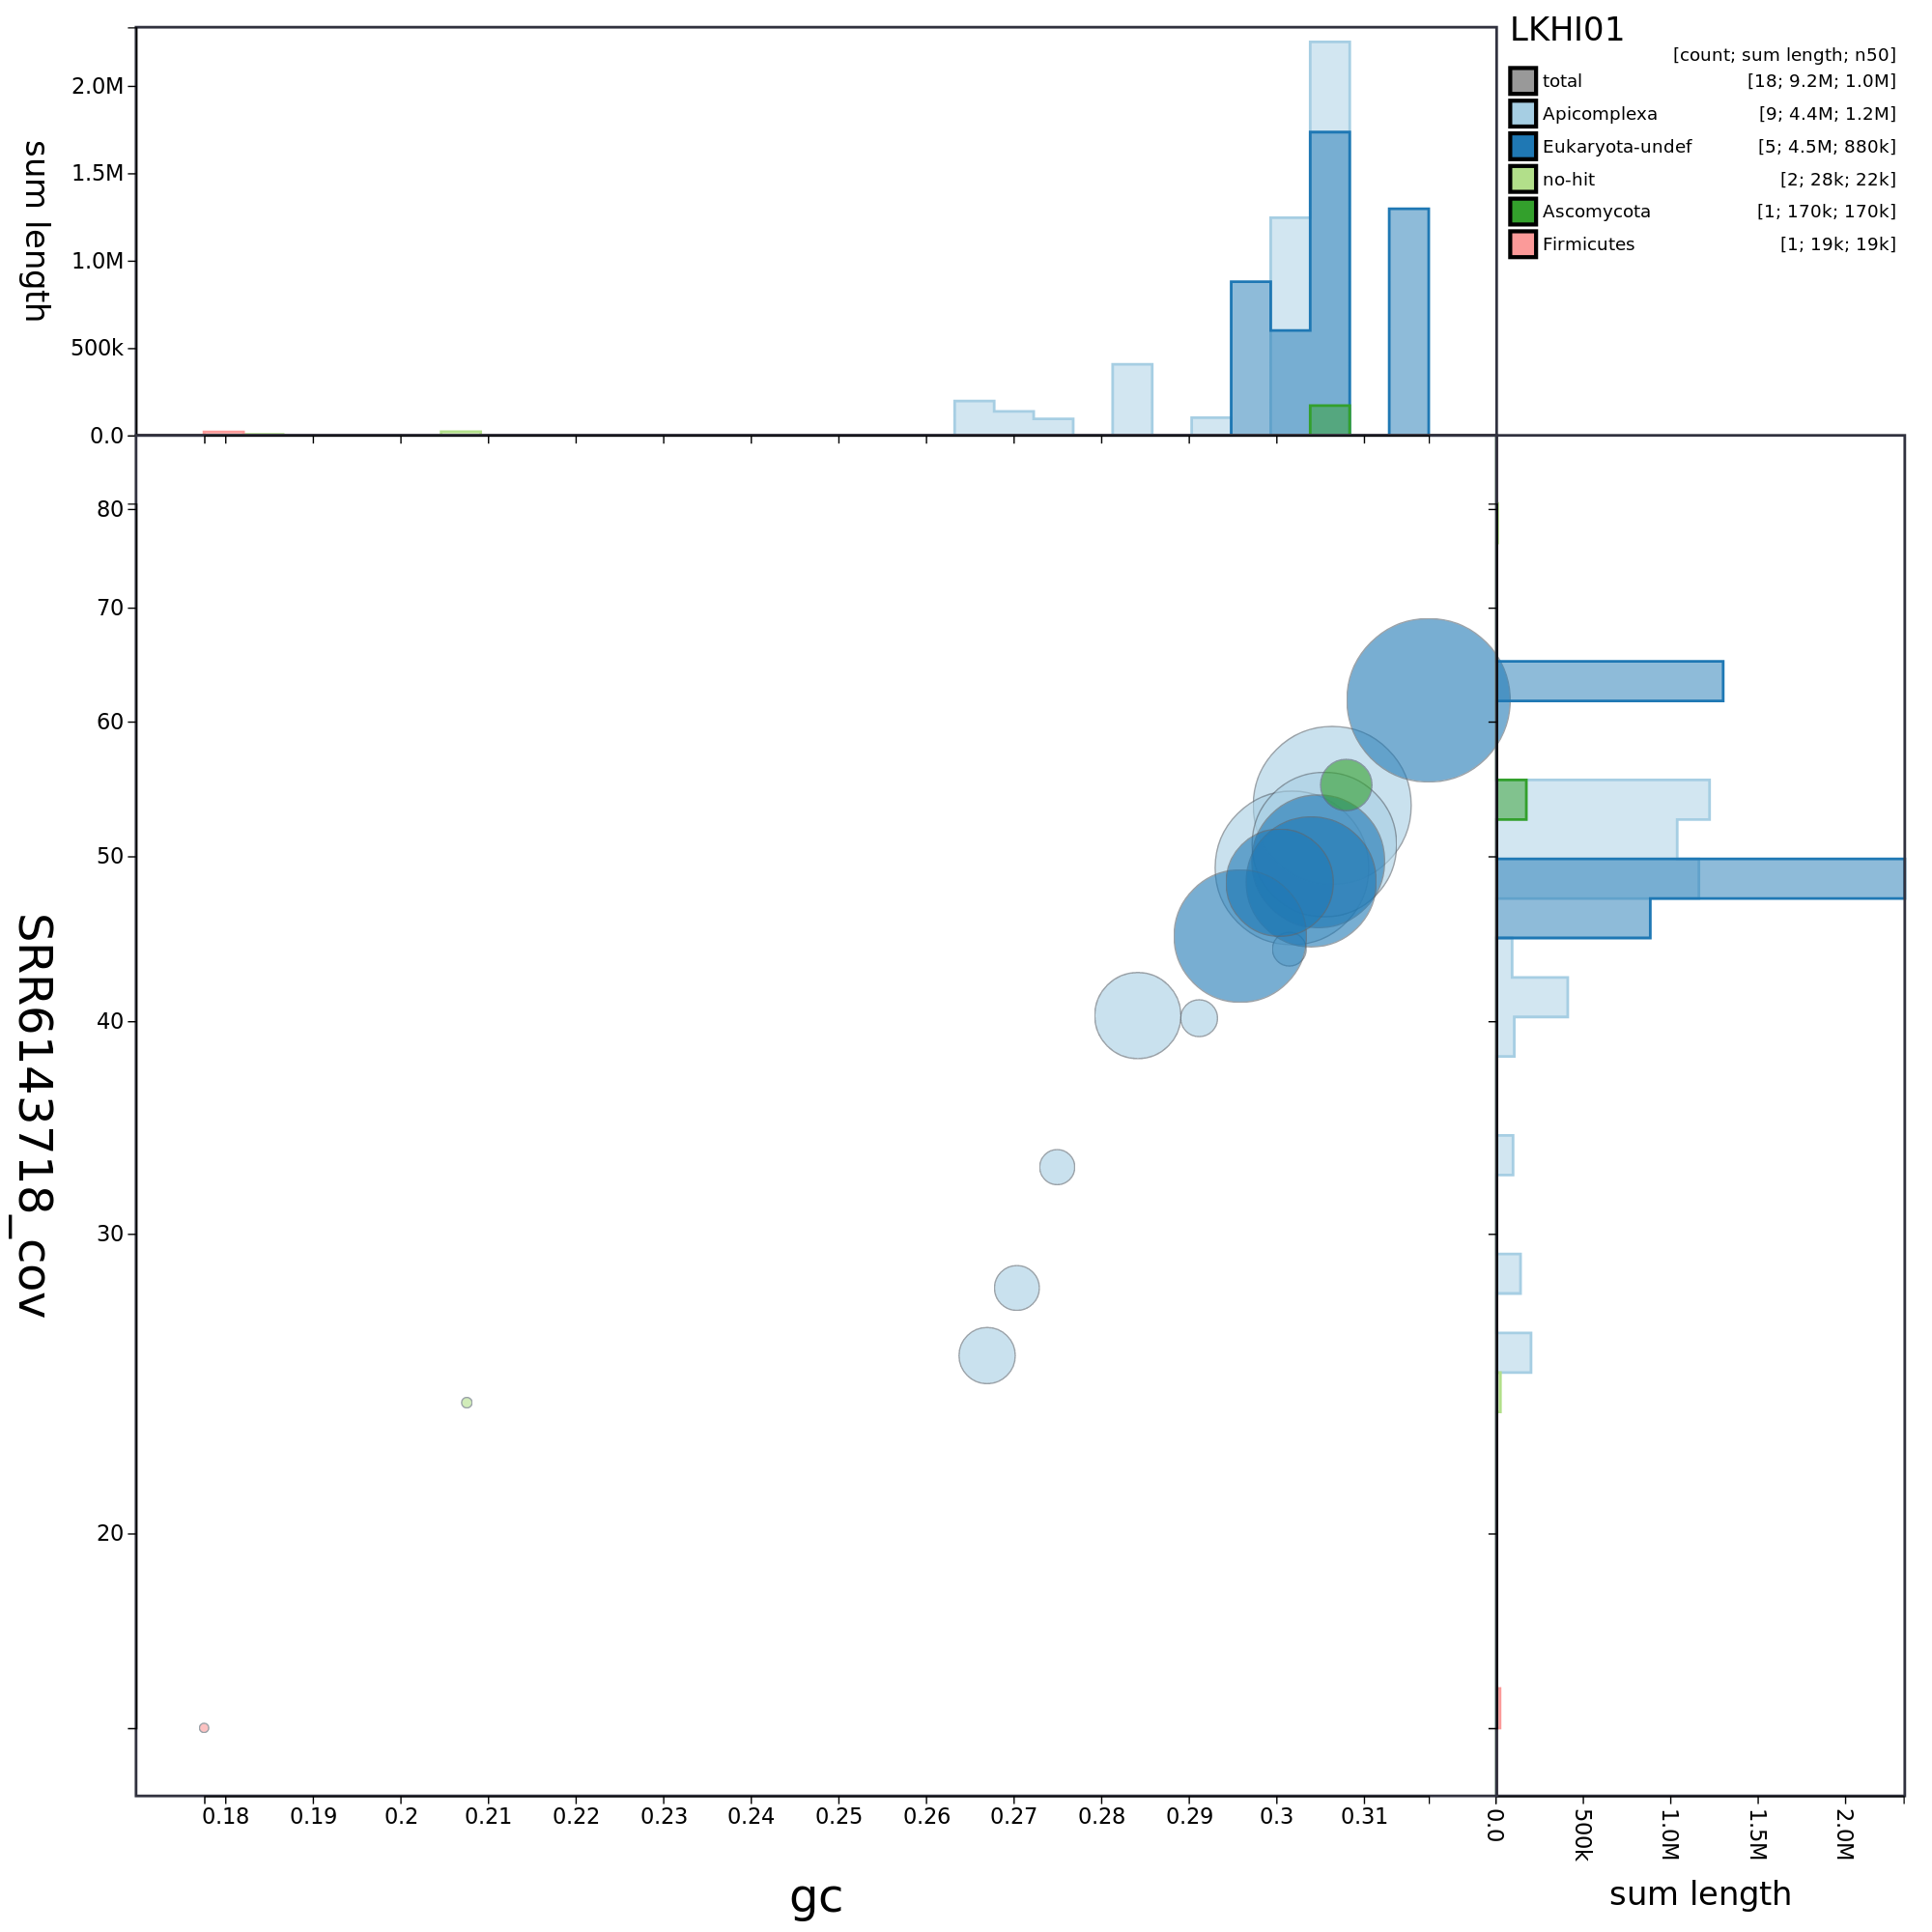 LKHI01
[count; sum length; n50]
total [18; 9.2M; 1.0M]
Apicomplexa [9; 4.4M; 1.2M]
Eukaryota-undef [5; 4.5M; 880k]
no-hit [2; 28k; 22k]
Ascomycota [1; 170k; 170k]
Firmicutes [1; 19k; 19k]
sum length
2.0M
1.5M
1.0M
500k
0.0
SRR6143718_cov
80
70
60
50
40
30
20
0.18 0.19 0.2 0.21 0.22 0.23 0.24 0.25 0.26 0.27 0.28 0.29 0.3 0.31
gc
0.0 500k 1.0M 1.5M 2.0M
sum length